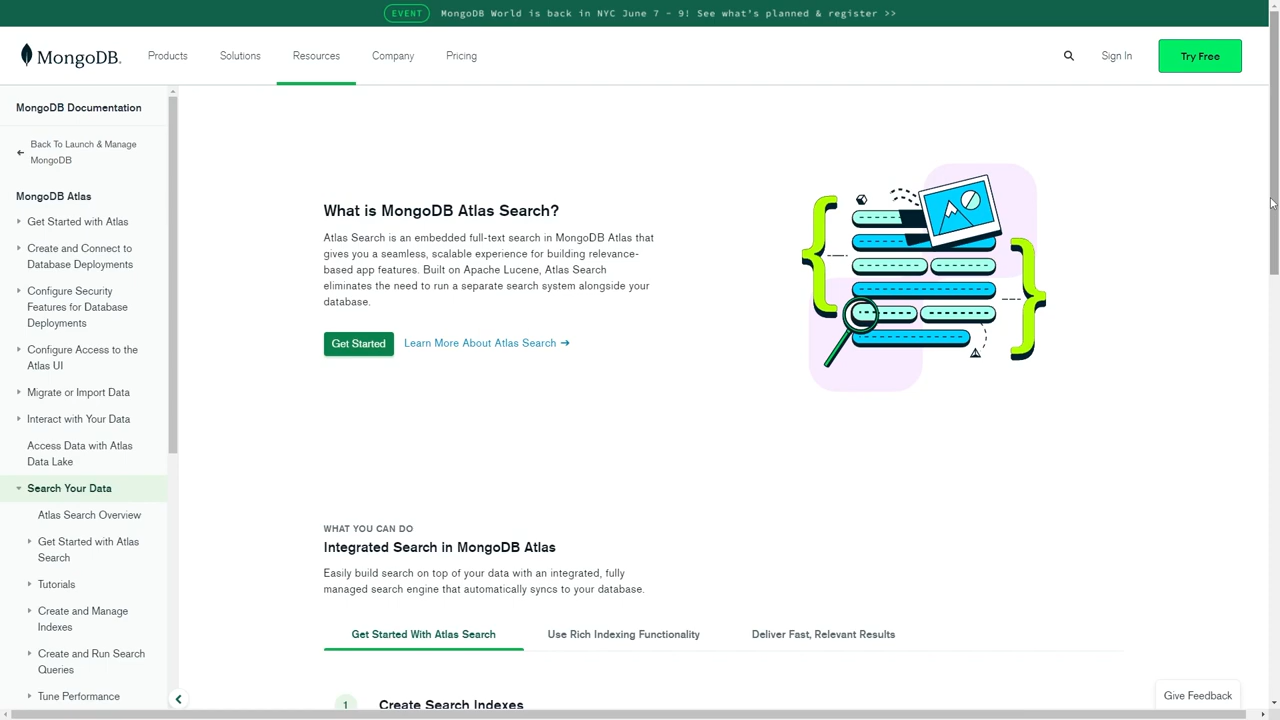 EVENT MongoDB World is back in NYC June 7 - 9! See what's planned & register >>
MongoDB.
Products
Solutions
Resources
Company
Pricing
Sign In
Try Free
MongoDB Documentation
Back To Launch & Manage
MongoDB
MongoDB Atlas
Get Started with Atlas
Create and Connect to
Database Deployments
Configure Security
Features for Database
Deployments
Configure Access to the
Atlas UI
Migrate or Import Data
Interact with Your Data
Access Data with Atlas
Data Lake
Search Your Data
Atlas Search Overview
Get Started with Atlas
Search
Tutorials
Create and Manage
Indexes
Create and Run Search
Queries
Tune Performance
What is MongoDB Atlas Search?
Atlas Search is an embedded full-text search in MongoDB Atlas that
gives you a seamless, scalable experience for building relevance-
based app features. Built on Apache Lucene, Atlas Search
eliminates the need to run a separate search system alongside your
database.
Get Started
Learn More About Atlas Search →
WHAT YOU CAN DO
Integrated Search in MongoDB Atlas
Easily build search on top of your data with an integrated, fully
managed search engine that automatically syncs to your database.
Get Started With Atlas Search
Use Rich Indexing Functionality
Deliver Fast, Relevant Results
1 Create Search Indexes
Give Feedback